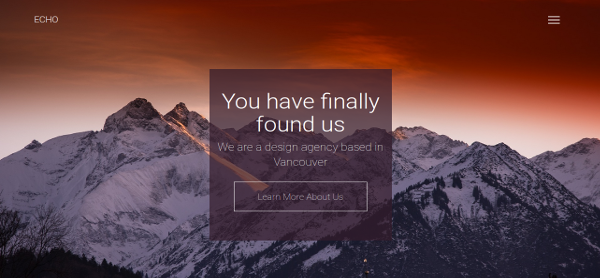 ECHO
You have finally
found us
We are a design agency based in
Vancouver
Learn More About Us